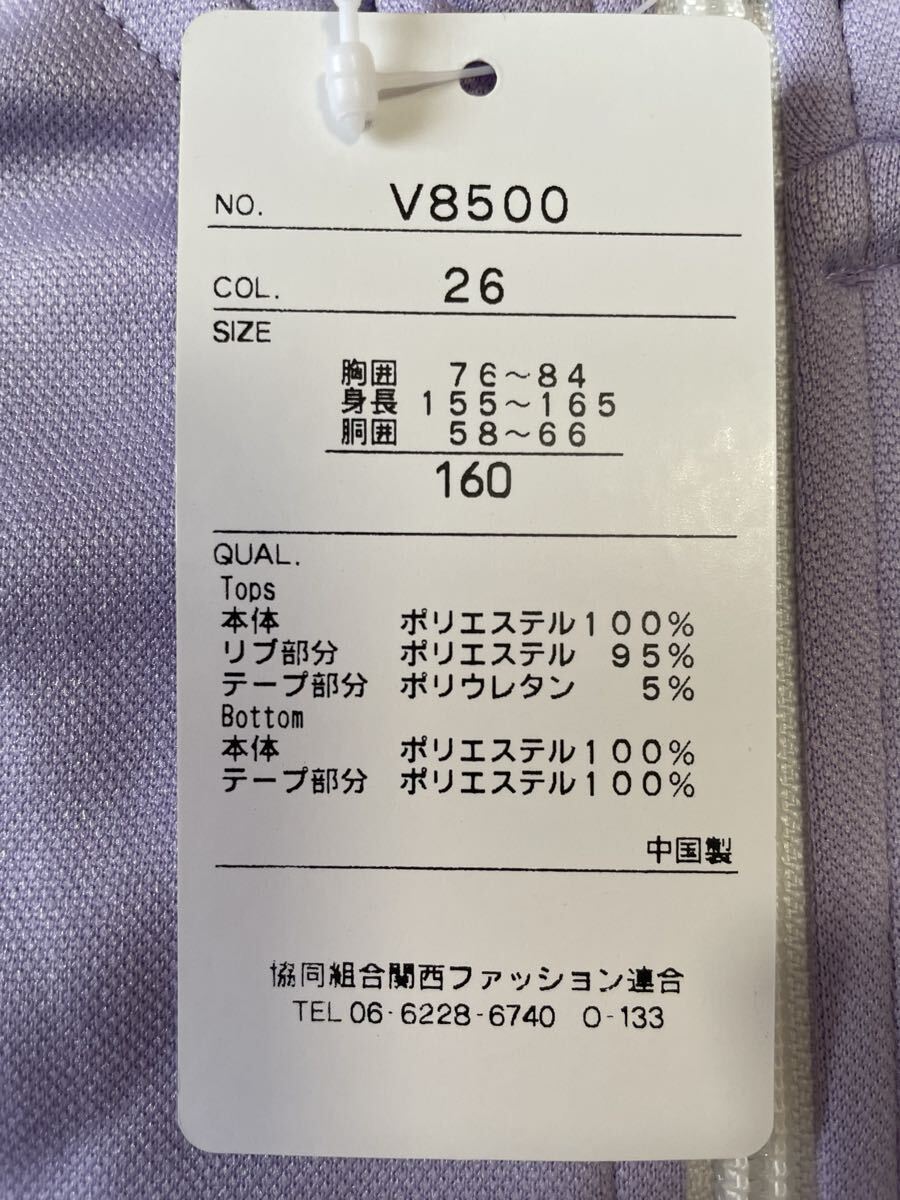 NO. V8500
COL. 26
SIZE
胸囲 76~84
身長 155~165
胴囲 58~66
160
QUAL.
Tops
本体 ポリエステル100%
リブ部分 ポリエステル 95%
テープ部分 ポリウレタン 5%
Bottom
本体 ポリエステル100%
テープ部分 ポリエステル100%
中国製
協同組合関西ファッション連合
TEL 06-6228-6740 O-133